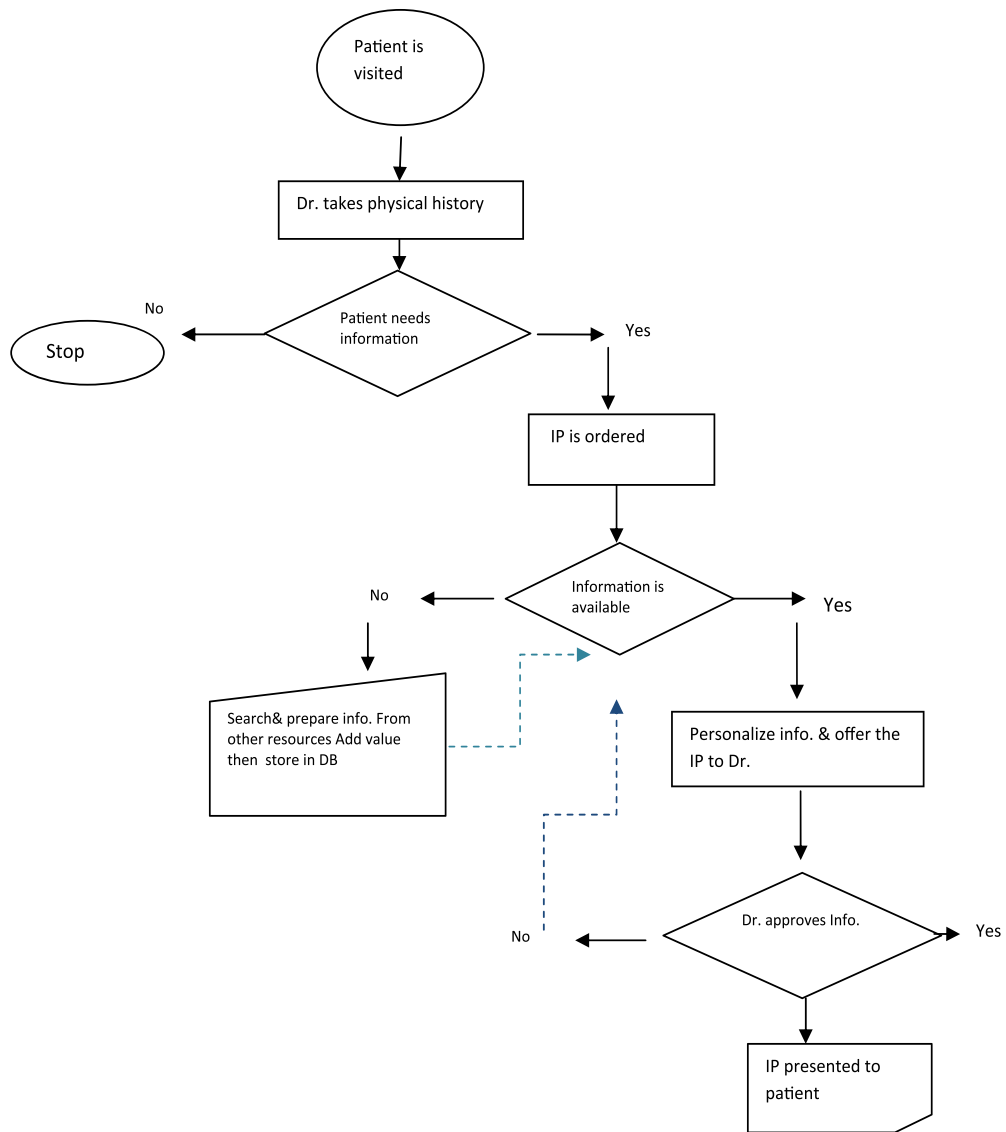 Patient is
visited
Dr. takes physical history
No
Patient needs
information
Yes
Stop
IP is ordered
No
Information is
available
Yes
Search& prepare info. From
other resources Add value
then  store in DB
Personalize info. & offer the
IP to Dr.
Dr. approves Info.
No
Yes
IP presented to
patient